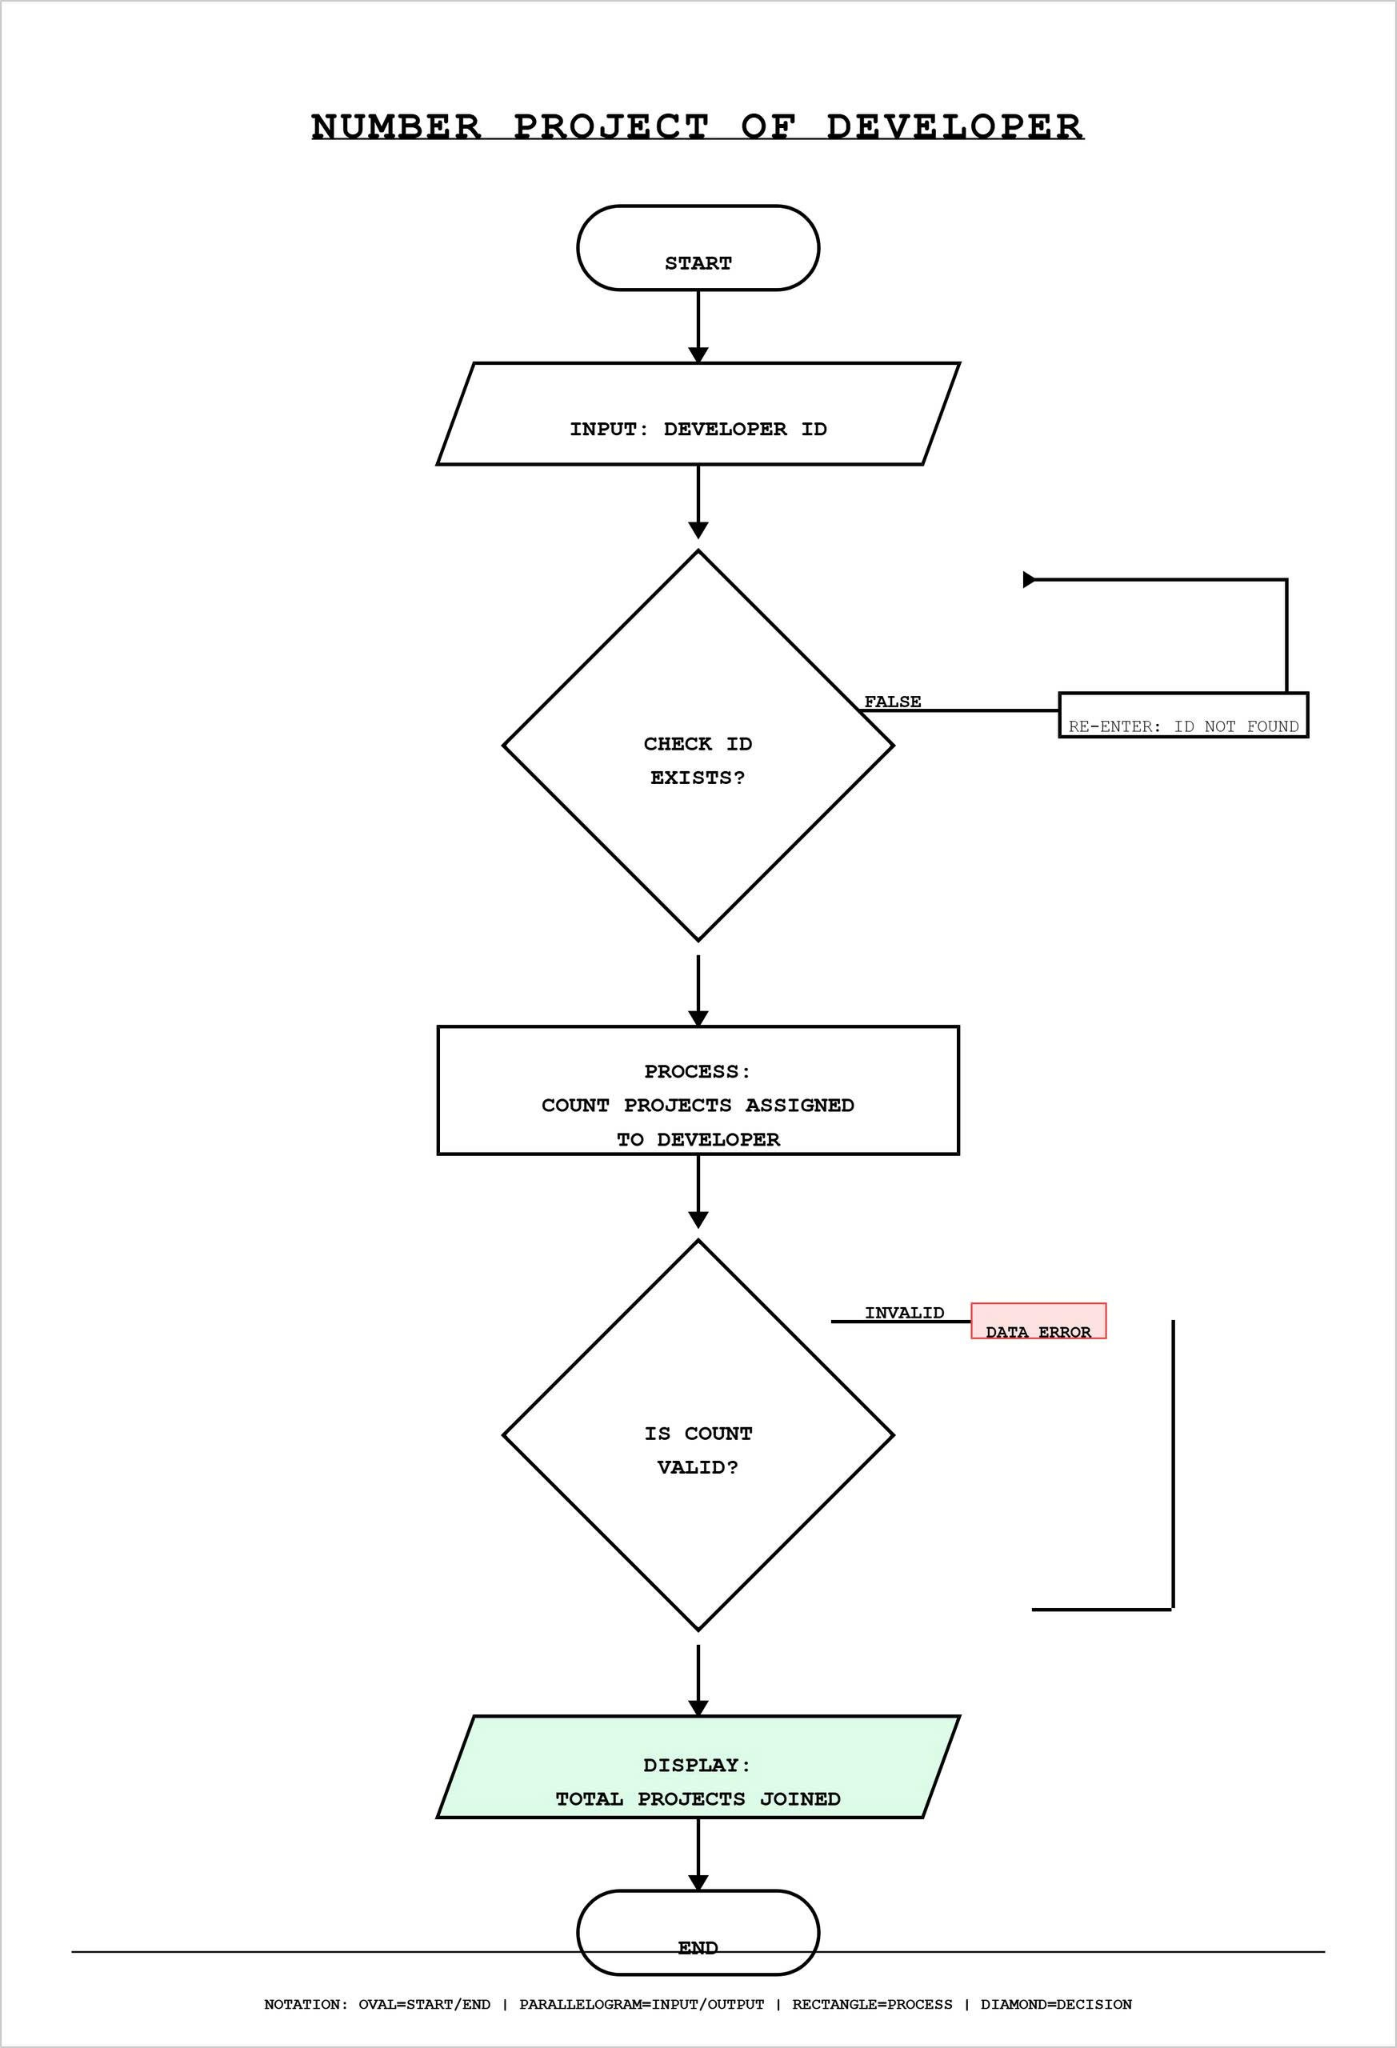 NUMBER PROJECT OF DEVELOPER
START
INPUT: DEVELOPER ID
FALSE
RE-ENTER: ID NOT FOUND
CHECK ID
EXISTS?
PROCESS:
COUNT PROJECTS ASSIGNED
TO DEVELOPER
INVALID
DATA ERROR
IS COUNT
VALID?
DISPLAY:
TOTAL PROJECTS JOINED
END
NOTATION: OVAL=START/END | PARALLELOGRAM=INPUT/OUTPUT | RECTANGLE=PROCESS | DIAMOND=DECISION